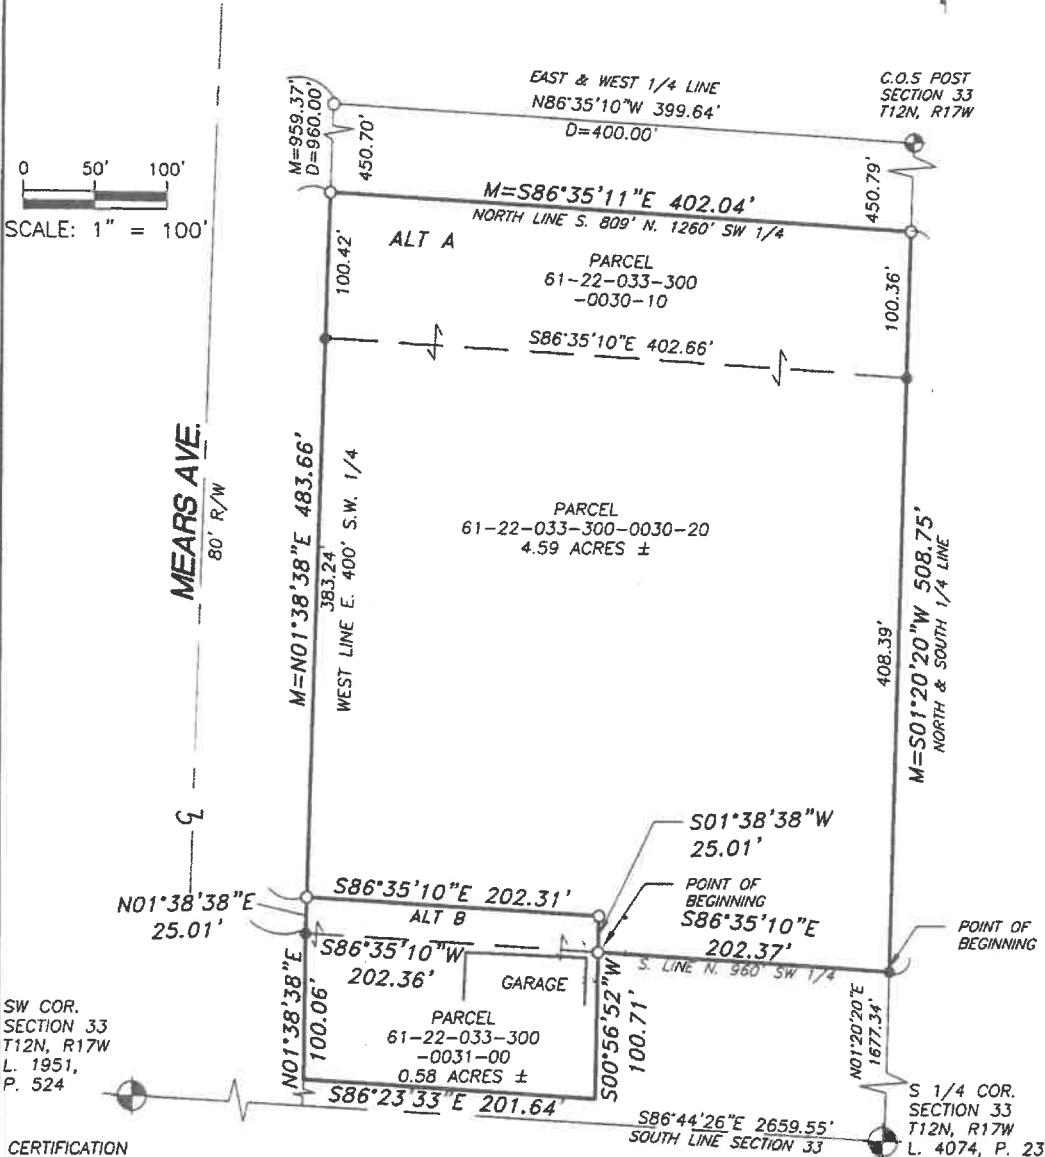 EAST & WEST 1/4 LINE
N86°35'10"W 399.64'
D=400.00'
C.O.S POST
SECTION 33
T12N, R17W
M=959.37'
D=960.00'
450.70'
450.79'
0 50' 100'
SCALE: 1" = 100'
M=S86°35'11"E 402.04'
NORTH LINE S. 809' N. 1260' SW 1/4
ALT A
100.42'
PARCEL
61-22-033-300
-0030-10
100.36'
S86°35'10"E 402.66'
MEARS AVE.
80' R/W
M=N01°38'38"E 483.66'
383.24'
WEST LINE E. 400' S.W. 1/4
PARCEL
61-22-033-300-0030-20
4.59 ACRES ±
408.39'
M=S01°20'20"W 508.75'
NORTH & SOUTH 1/4 LINE
S01°38'38"W
25.01'
POINT OF
BEGINNING
N01°38'38"E
25.01'
S86°35'10"E 202.31'
ALT B
S86°35'10"W
202.36'
S86°35'10"E
202.37'
S. LINE N. 960' SW 1/4
POINT OF
BEGINNING
GARAGE
N01°38'38"E
100.06'
PARCEL
61-22-033-300
-0031-00
0.58 ACRES ±
S00°56'52"W
100.71'
N01°20'20"E
1677.34'
S86°23'33"E 201.64'
SW COR.
SECTION 33
T12N, R17W
L. 1951,
P. 524
S86°44'26"E 2659.55'
SOUTH LINE SECTION 33
S 1/4 COR.
SECTION 33
T12N, R17W
L. 4074, P. 23
CERTIFICATION